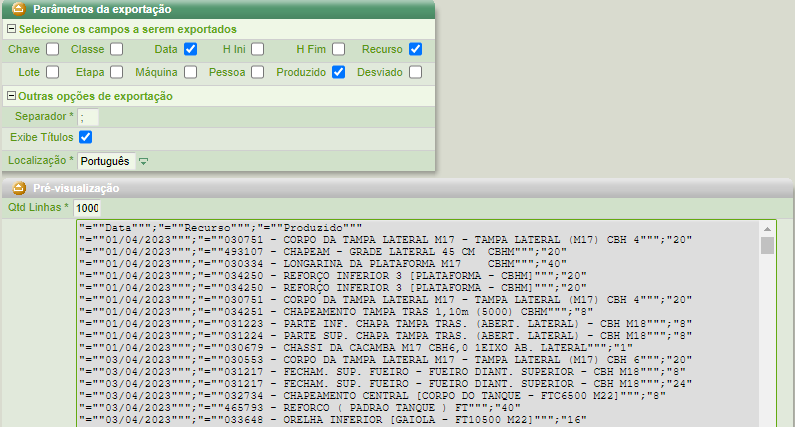 Parâmetros da exportação
Selecione os campos a serem exportados
Chave Classe Data H Ini H Fim Recurso
Lote Etapa Máquina Pessoa Produzido Desviado
Outras opções de exportação
Separador * ;
Exibe Títulos
Localização * Português
Pré-visualização
Qtd Linhas * 1000
"=""Data""";"=""Recurso""";"=""Produzido"""
"=""01/04/2023""";"=""030751 - CORPO DA TAMPA LATERAL M17 - TAMPA LATERAL (M17) CBH 4""";"20"
"=""01/04/2023""";"=""493107 - CHAPEAM - GRADE LATERAL 45 CM  CBHM""";"20"
"=""01/04/2023""";"=""030334 - LONGARINA DA PLATAFORMA M17    CBHM""";"40"
"=""01/04/2023""";"=""034250 - REFORÇO INFERIOR 3 [PLATAFORMA - CBHM]""";"20"
"=""01/04/2023""";"=""034250 - REFORÇO INFERIOR 3 [PLATAFORMA - CBHM]""";"20"
"=""01/04/2023""";"=""030751 - CORPO DA TAMPA LATERAL M17 - TAMPA LATERAL (M17) CBH 4""";"20"
"=""01/04/2023""";"=""034251 - CHAPEAMENTO TAMPA TRAS 1,10m (5000) CBHM""";"8"
"=""01/04/2023""";"=""031223 - PARTE INF. CHAPA TAMPA TRAS. (ABERT. LATERAL) - CBH M18""";"8"
"=""01/04/2023""";"=""031224 - PARTE SUP. CHAPA TAMPA TRAS. (ABERT. LATERAL) - CBH M18""";"8"
"=""01/04/2023""";"=""030679 - CHASSI DA CACAMBA M17 CBH6,0 1EIXO AB. LATERAL""";"1"
"=""03/04/2023""";"=""030553 - CORPO DA TAMPA LATERAL M17 - TAMPA LATERAL (M17) CBH 6""";"20"
"=""03/04/2023""";"=""031217 - FECHAM. SUP. FUEIRO - FUEIRO DIANT. SUPERIOR - CBH M18""";"8"
"=""03/04/2023""";"=""031217 - FECHAM. SUP. FUEIRO - FUEIRO DIANT. SUPERIOR - CBH M18""";"24"
"=""03/04/2023""";"=""032734 - CHAPEAMENTO CENTRAL [CORPO DO TANQUE - FTC6500 M22]""";"8"
"=""03/04/2023""";"=""465793 - REFORCO ( PADRAO TANQUE ) FT""";"40"
"=""03/04/2023""";"=""033648 - ORELHA INFERIOR [GAIOLA - FT10500 M22]""";"16"